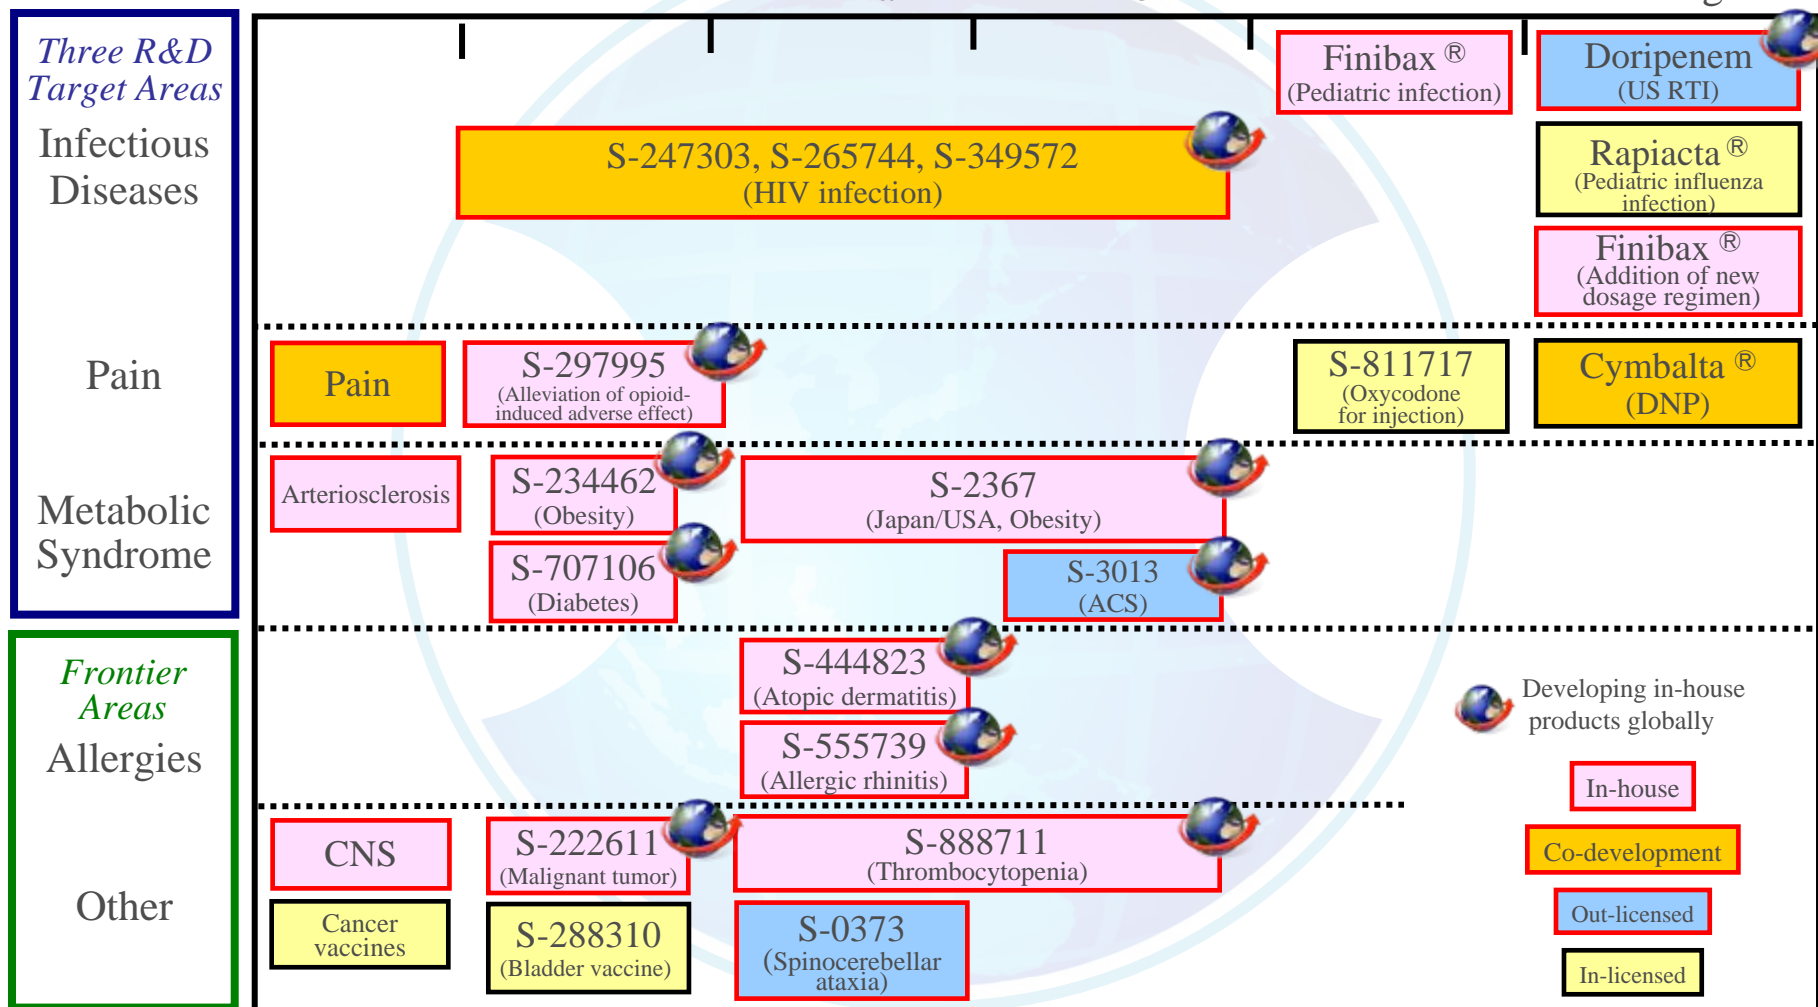 Three R&D
Target Areas
Infectious
Diseases
Finibax ®
(Pediatric infection)
Doripenem
(US RTI)
S-247303, S-265744, S-349572
(HIV infection)
Rapiacta ®
(Pediatric influenza
infection)
Finibax ®
(Addition of new
dosage regimen)
Pain
Pain
S-297995
(Alleviation of opioid-
induced adverse effect)
S-811717
(Oxycodone
for injection)
Cymbalta ®
(DNP)
Metabolic
Syndrome
Arteriosclerosis
S-234462
(Obesity)
S-2367
(Japan/USA, Obesity)
S-707106
(Diabetes)
S-3013
(ACS)
Frontier
Areas
Allergies
S-444823
(Atopic dermatitis)
S-555739
(Allergic rhinitis)
Other
CNS
S-222611
(Malignant tumor)
S-888711
(Thrombocytopenia)
Cancer
vaccines
S-288310
(Bladder vaccine)
S-0373
(Spinocerebellar
ataxia)
Developing in-house
products globally
In-house
Co-development
Out-licensed
In-licensed